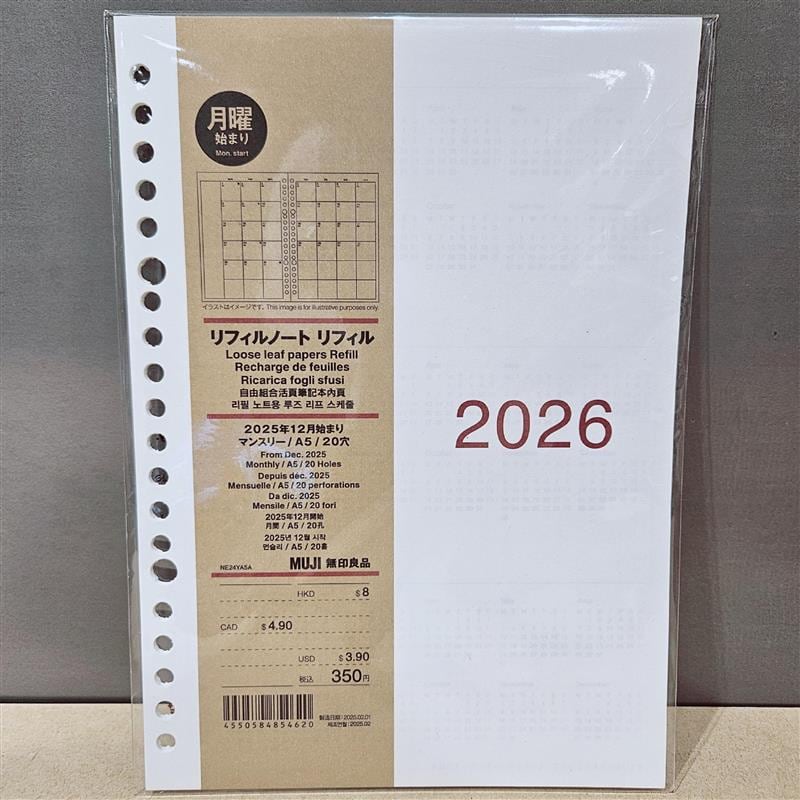 月曜
始まり
Mon. start
イラストはイメージです。This image is for illustrative purposes only
リフィルノート リフィル
Loose leaf papers Refill
Recharge de feuilles
Ricarica fogli sfusi
自由組合活頁筆記本內頁
리필 노트용 루즈 리프 스케줄
2025年12月始まり
マンスリー / A5 / 20穴
From Dec. 2025
Monthly / A5 / 20 Holes
Depuis déc. 2025
Mensuelle / A5 / 20 perforations
Da dic. 2025
Mensile / A5 / 20 fori
2025年12月開始
月間 / A5 / 20孔
2025년 12월 시작
먼슬리 / A5 / 20홀
NE24YA5A
MUJI 無印良品
HKD $8
CAD $4.90
USD $3.90
税込 350円
4550584854620
製造日期 : 2025.02.01
제조연월 : 2025.02
2026